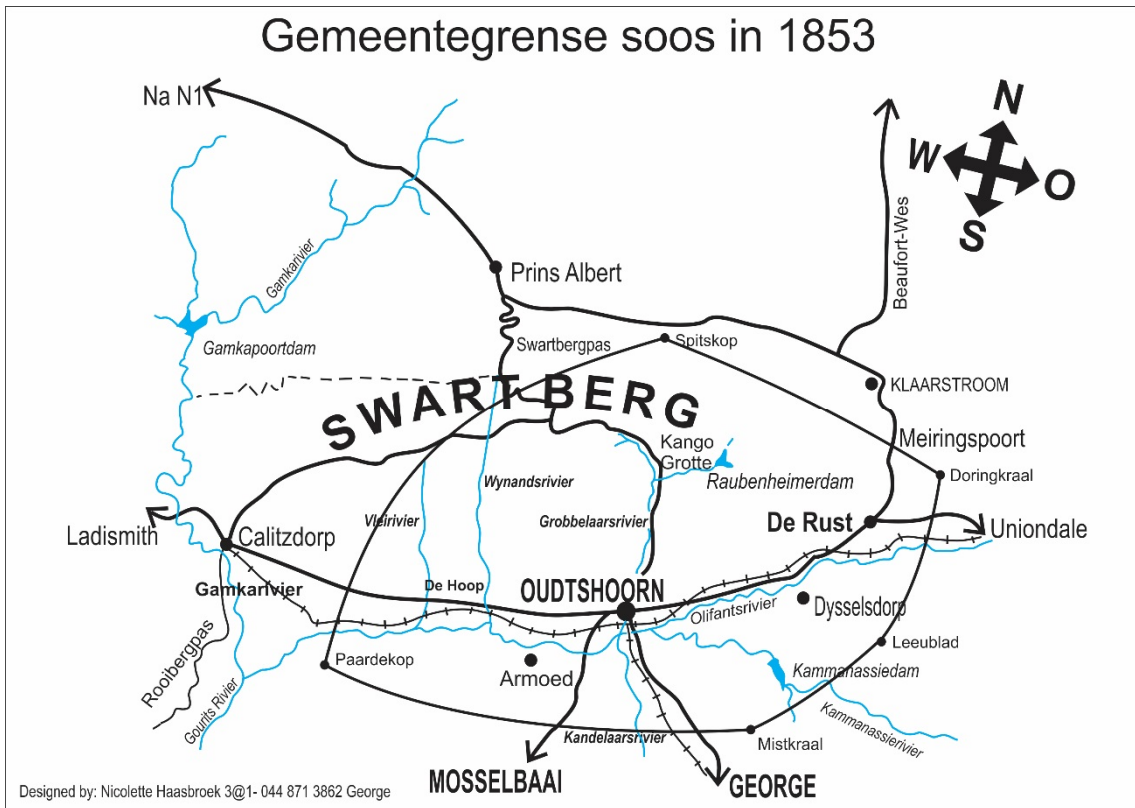 Gemeentegrense soos in 1853
Na N1
N
W
O
S
Gamkarivier
Beaufort-Wes
Prins Albert
Gamkapoortdam
Swartbergpas
Spitskop
KLAARSTROOM
SWARTBERG
Meiringspoort
Kango
Grotte
Doringkraal
Raubenheimerdam
Wynandsrivier
Vleirivier
Grobbelaarsrivier
De Rust
Uniondale
Ladismith
Calitzdorp
Gamkarivier
De Hoop
OUDTSHOORN
Olifantsrivier
Dysselsdorp
Leeublad
Rooibergpas
Paardekop
Armoed
Kammanassiedam
Gourits Rivier
Kandelaarsrivier
Mistkraal
Kammanassierivier
MOSSELBAAI
GEORGE
Designed by: Nicolette Haasbroek 3@1- 044 871 3862 George